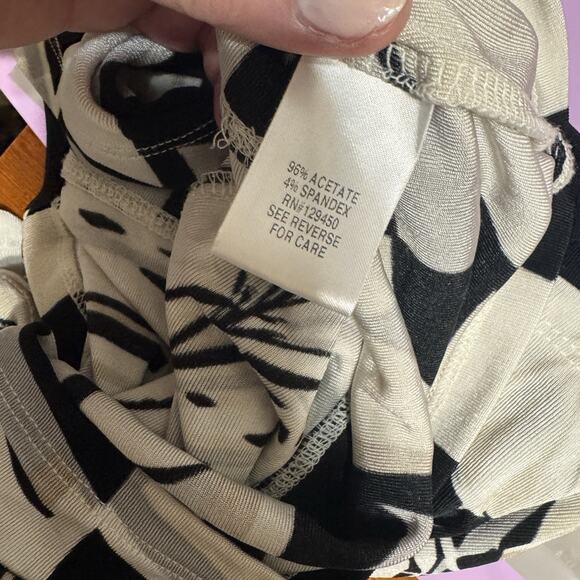 96% ACETATE
4% SPANDEX
RN#129450
SEE REVERSE
FOR CARE